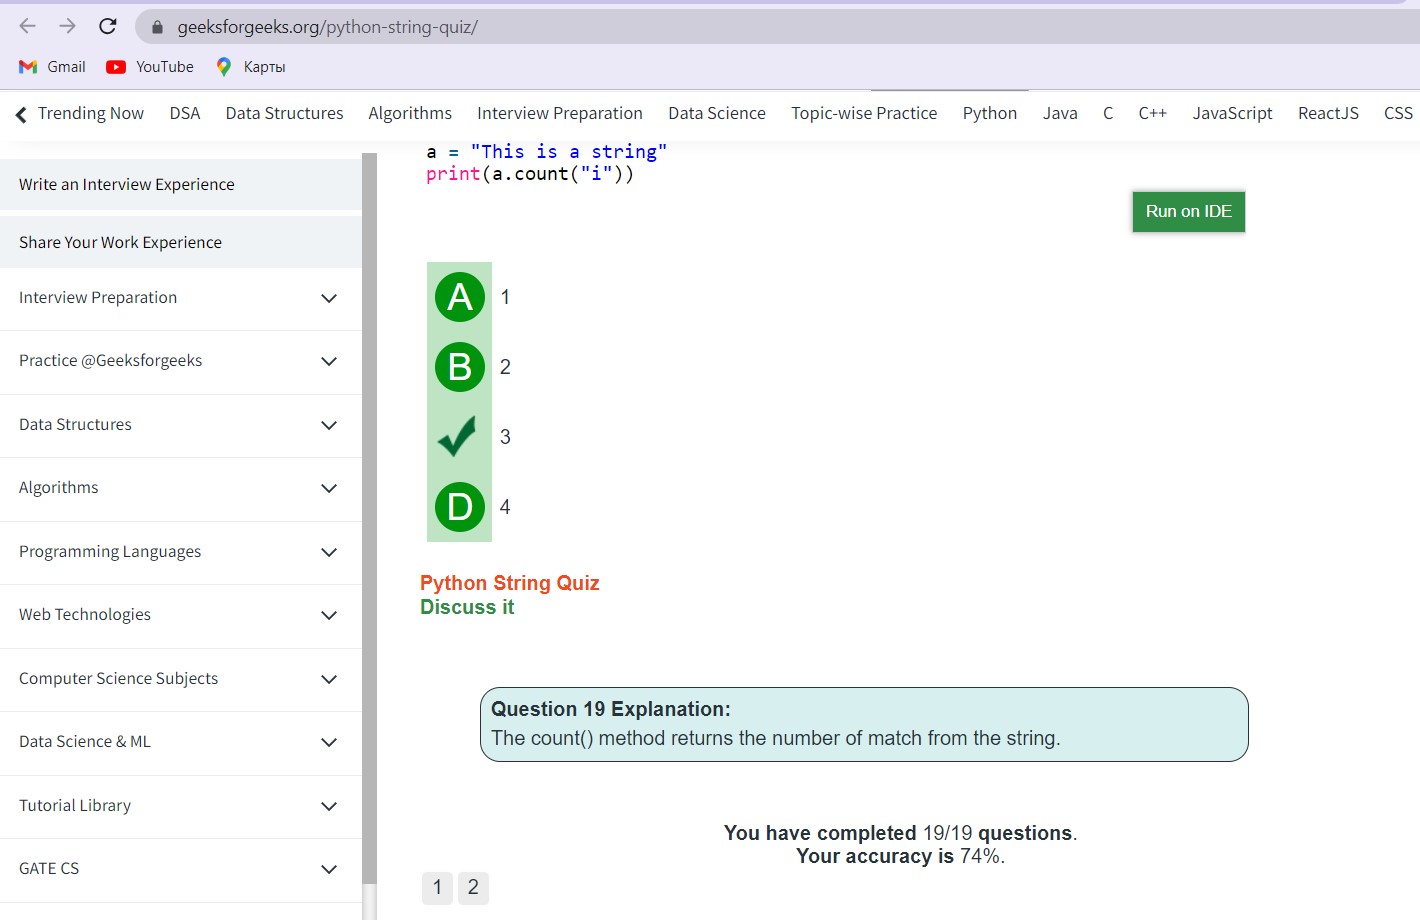 geeksforgeeks.org/python-string-quiz/
Gmail YouTube Карты
Trending Now DSA Data Structures Algorithms Interview Preparation Data Science Topic-wise Practice Python Java C C++ JavaScript ReactJS CSS
Write an Interview Experience
Share Your Work Experience
Interview Preparation
Practice @Geeksforgeeks
Data Structures
Algorithms
Programming Languages
Web Technologies
Computer Science Subjects
Data Science & ML
Tutorial Library
GATE CS
a = "This is a string"
print(a.count("i"))
Run on IDE
A 1
B 2
3
D 4
Python String Quiz
Discuss it
Question 19 Explanation:
The count() method returns the number of match from the string.
You have completed 19/19 questions.
Your accuracy is 74%.
1 2